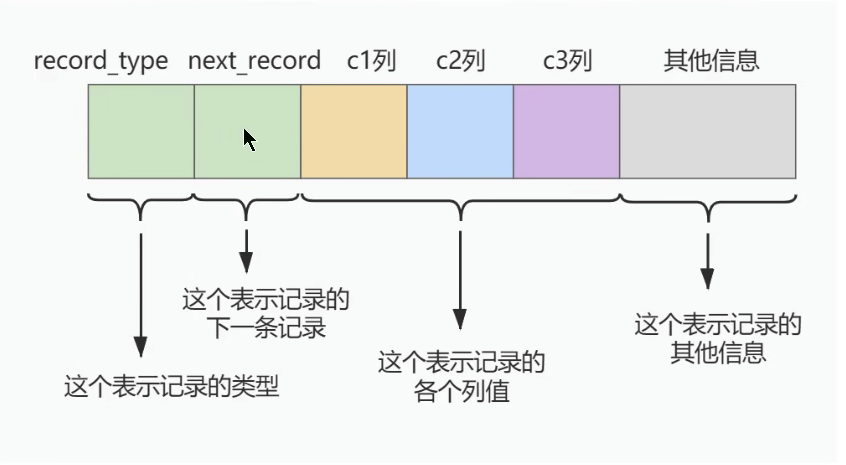 record_type next_record c1列 c2列 c3列 其他信息
这个表示记录的
下一条记录
这个表示记录的
其他信息
这个表示记录的
各个列值
这个表示记录的类型